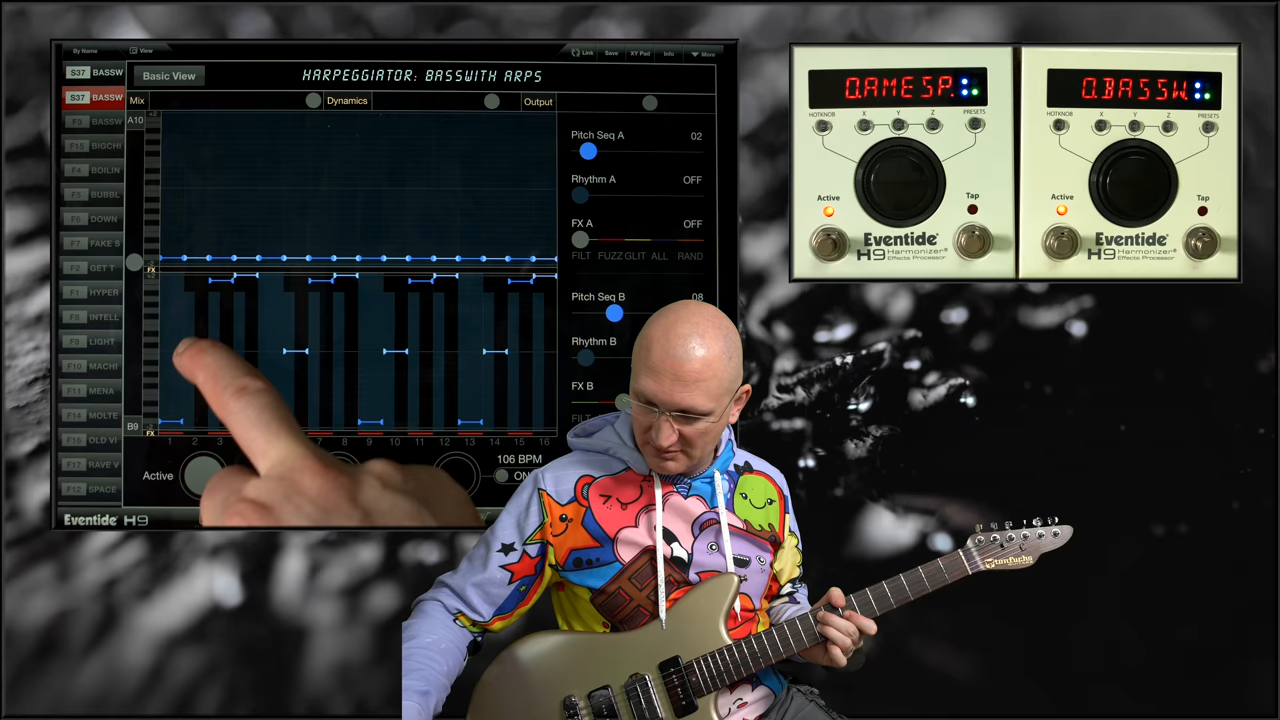 By Name
View
Link
Save
XY Pad
Info
More
Basic View
HARPEGGIATOR: BASSWITH ARPS
S37 BASSW
S37 BASSW
F3 BASSW
F15 BIGCHI
F4 BOILIN
F5 BUBBL
F6 DOWN
F7 FAKE S
F2 GET T
F1 HYPER
F8 INTELL
F9 LIGHT
F10 MACHI
F11 MENA
F14 MOLTE
F16 OLD VI
F17 RAVE V
F12 SPACE
Mix
Dynamics
Output
A10
FX
B9
FX
1 2 3
7 8 9 10 11 12 13 14 15 16
Active
106 BPM
ON
Pitch Seq A 02
Rhythm A OFF
FX A OFF
FILT FUZZ GLIT ALL RAND
Pitch Seq B 08
Rhythm B
FX B
FILT
Eventide H9
Q.AMESP.
HOTKNOB X Y Z PRESETS
Active
Tap
Eventide
H9 Harmonizer
Effects Processor
Q.BASSW.
HOTKNOB X Y Z PRESETS
Active
Tap
Eventide
H9 Harmonizer
Effects Processor
tonfuchs